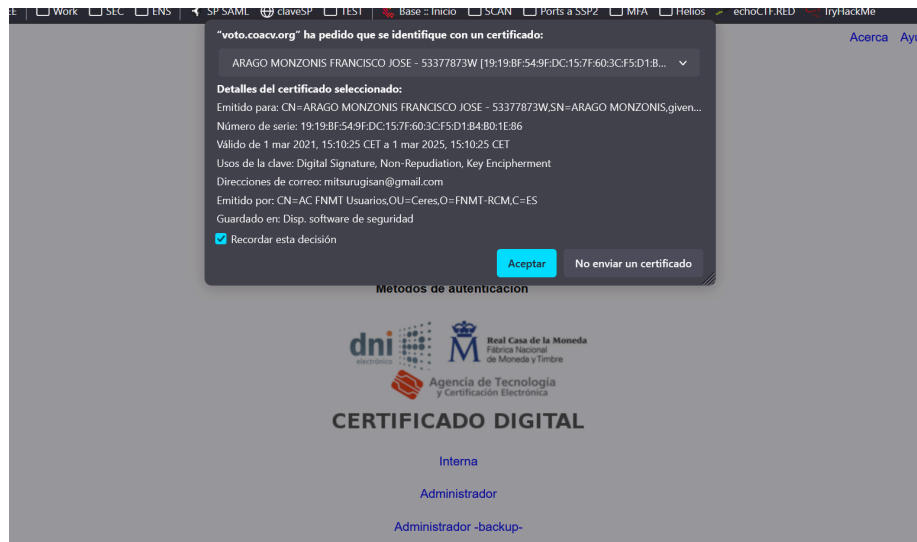 Work SEC ENS SP SAML claveSP TEST Base :: Inicio SCAN Ports a SSP2 MFA Helios echoCTF.RED TryHackMe
Acerca
"voto.coacv.org" ha pedido que se identifique con un certificado:
ARAGO MONZONIS FRANCISCO JOSE - 53377873W [19:19:BF:54:9F:DC:15:7F:60:3C:F5:D1:B...
Detalles del certificado seleccionado:
Emitido para: CN=ARAGO MONZONIS FRANCISCO JOSE - 53377873W,SN=ARAGO MONZONIS,given...
Número de serie: 19:19:BF:54:9F:DC:15:7F:60:3C:F5:D1:B4:B0:1E:86
Válido de 1 mar 2021, 15:10:25 CET a 1 mar 2025, 15:10:25 CET
Usos de la clave: Digital Signature, Non-Repudiation, Key Encipherment
Direcciones de correo: mitsurugisan@gmail.com
Emitido por: CN=AC FNMT Usuarios,OU=Ceres,O=FNMT-RCM,C=ES
Guardado en: Disp. software de seguridad
Recordar esta decisión
Aceptar No enviar un certificado
Métodos de autenticación
dni
electrónico
Real Casa de la Moneda
Fábrica Nacional
de Moneda y Timbre
Agencia de Tecnología
y Certificación Electrónica
CERTIFICADO DIGITAL
Interna
Administrador
Administrador -backup-